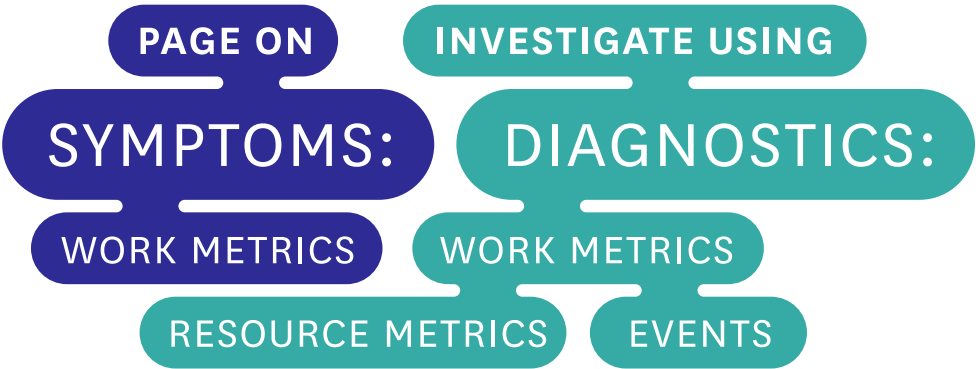 PAGE ON
SYMPTOMS:
WORK METRICS
INVESTIGATE USING
DIAGNOSTICS:
WORK METRICS
RESOURCE METRICS
EVENTS